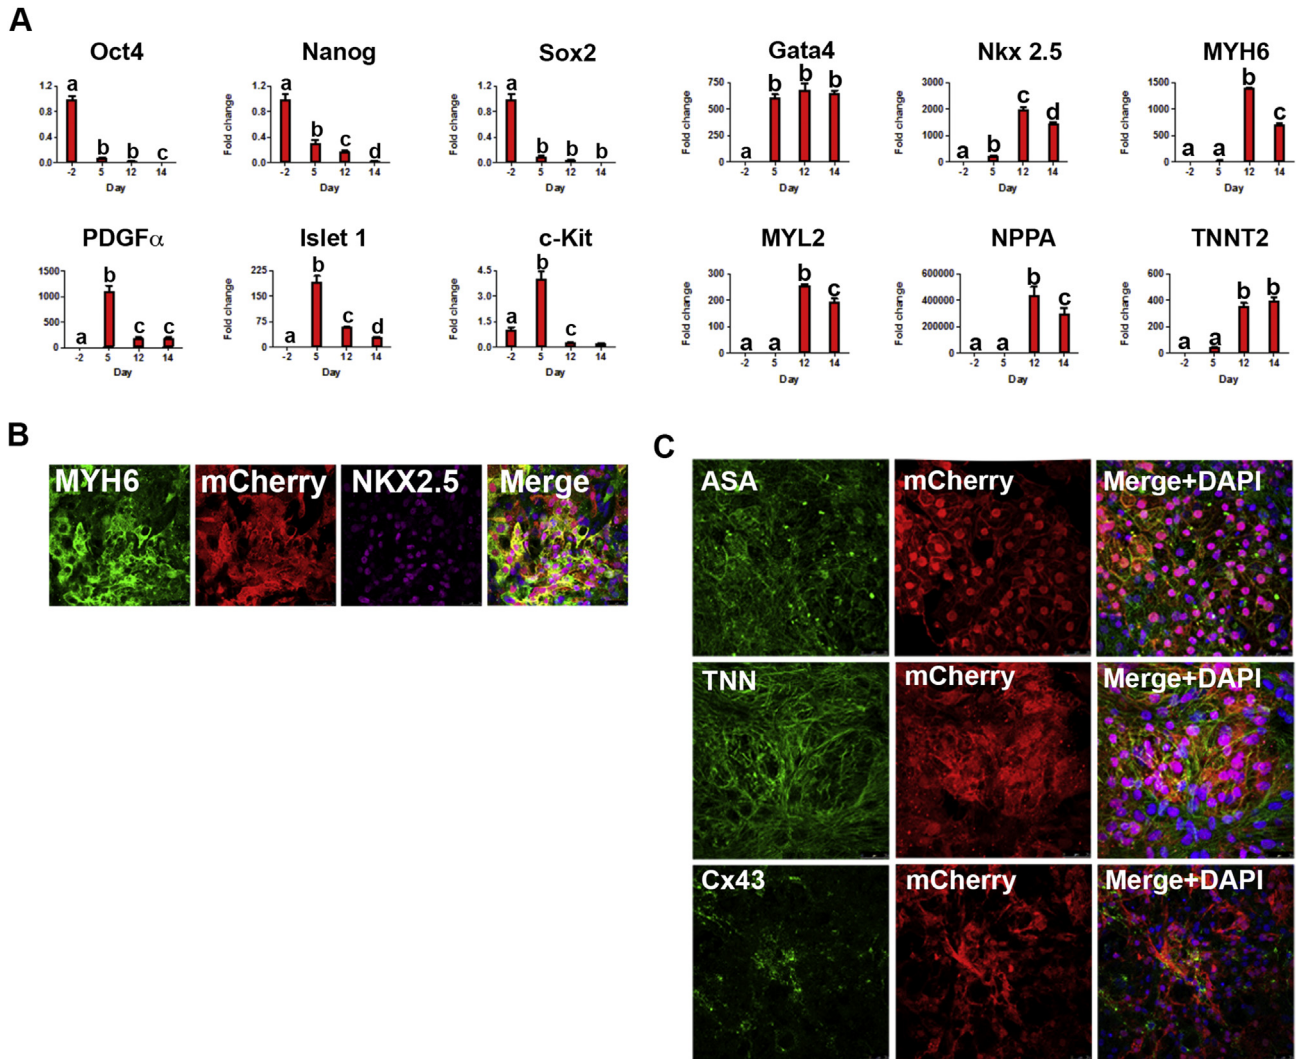 A
Oct4
1.2
0.8
0.4
0.0
a
b
b
c
-2 5 12 14
Day
Nanog
Fold change
1.2
0.8
0.4
0.0
a
b
c
d
-2 5 12 14
Day
Sox2
Fold change
1.2
0.8
0.4
0.0
a
b
b
b
-2 5 12 14
Day
Gata4
Fold change
750
500
250
0
a
b
b
b
-2 5 12 14
Day
Nkx 2.5
Fold change
3000
2000
1000
0
a
b
c
d
-2 5 12 14
Day
MYH6
Fold change
1500
1000
500
0
a
a
b
c
-2 5 12 14
Day
PDGFα
1500
1000
500
0
a
b
c
c
-2 5 12 14
Day
Islet 1
Fold change
225
150
75
0
a
b
c
d
-2 5 12 14
Day
c-Kit
Fold change
4.5
3.0
1.5
0.0
a
b
c
-2 5 12 14
Day
MYL2
Fold change
300
200
100
0
a
a
b
c
-2 5 12 14
Day
NPPA
Fold change
600000
400000
200000
0
a
a
b
c
-2 5 12 14
Day
TNNT2
Fold change
600
400
200
0
a
a
b
b
-2 5 12 14
Day
B
MYH6 mCherry NKX2.5 Merge
C
ASA mCherry Merge+DAPI
TNN mCherry Merge+DAPI
Cx43 mCherry Merge+DAPI